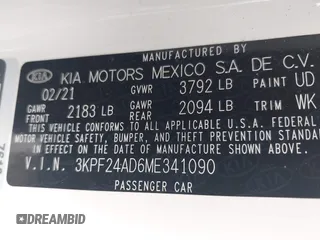 MANUFACTURED BY
KIA KIA MOTORS MEXICO S.A. DE C.V.
02/21 GVWR 3792 LB PAINT UD
GAWR FRONT 2183 LB GAWR REAR 2094 LB TRIM WK
THIS VEHICLE CONFORMS TO ALL APPLICABLE U.S. FEDERAL
MOTOR VEHICLE SAFETY, BUMPER, AND THEFT PREVENTION
STANDARDS IN EFFECT ON THE DATE OF MANUFACTURE SHOWN ABOVE.
V.I.N. 3KPF24AD6ME341090
PASSENGER CAR
DREAMBID